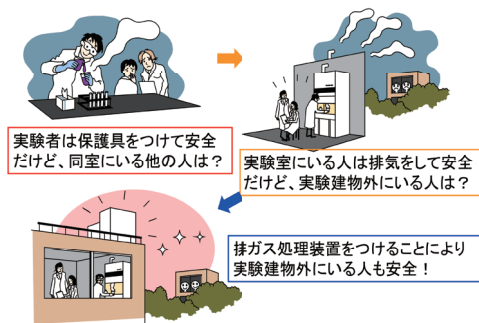 実験者は保護具をつけて安全
だけど、同室にいる他の人は？
実験室にいる人は排気をして安全
だけど、実験建物外にいる人は？
排ガス処理装置をつけることにより
実験建物外にいる人も安全！